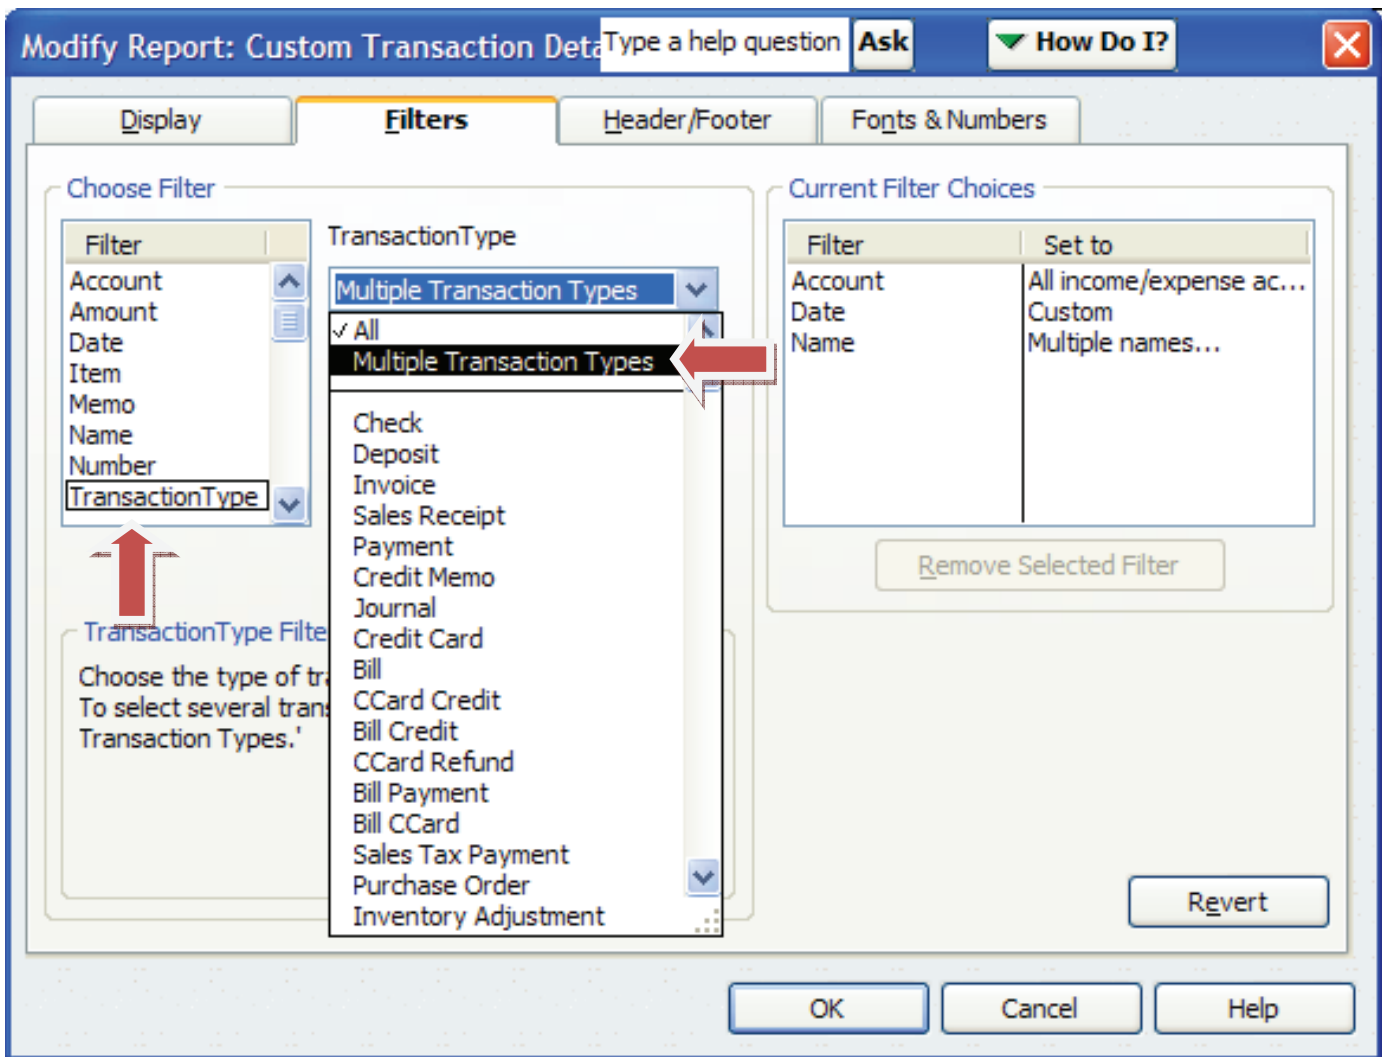 Modify Report: Custom Transaction Deta
Type a help question
Ask
How Do I?
Display
Filters
Header/Footer
Fonts & Numbers
Choose Filter
Filter
Account
Amount
Date
Item
Memo
Name
Number
TransactionType
TransactionType
Multiple Transaction Types
✓ All
Multiple Transaction Types
Check
Deposit
Invoice
Sales Receipt
Payment
Credit Memo
Journal
Credit Card
Bill
CCard Credit
Bill Credit
CCard Refund
Bill Payment
Bill CCard
Sales Tax Payment
Purchase Order
Inventory Adjustment
TransactionType Filte
Choose the type of tra
To select several trans
Transaction Types.'
Current Filter Choices
Filter Set to
Account All income/expense ac...
Date Custom
Name Multiple names...
Remove Selected Filter
Revert
OK
Cancel
Help